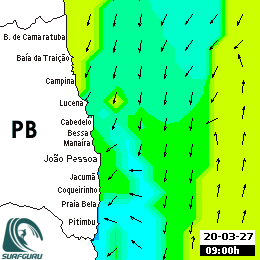 B. de Camaratuba
Baía da Traição
Campina
Lucena
PB
Cabedelo
Bessa
Manaíra
João Pessoa
Jacumã
Coqueirinho
Praia Bela
Pitimbu
SURFGURU
20-03-27
09:00h